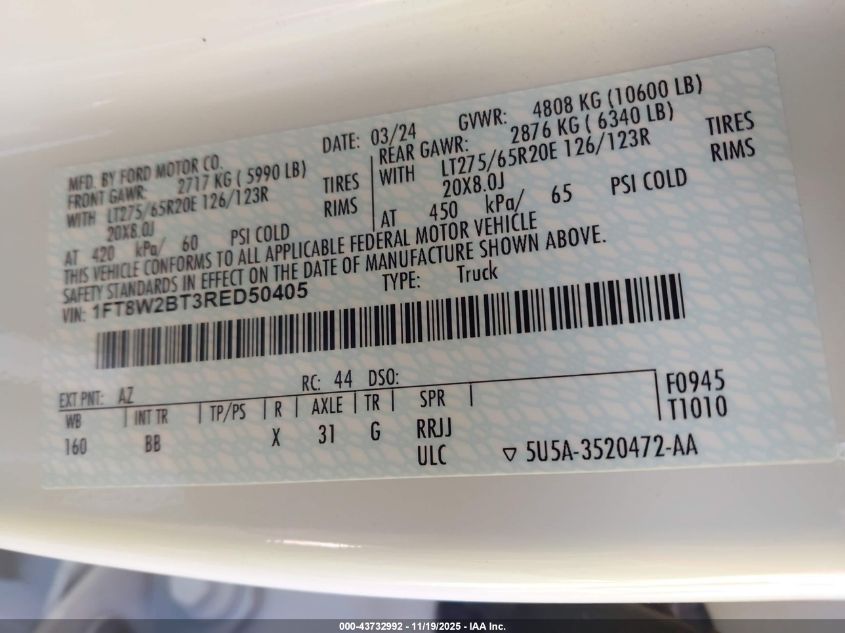 MFD. BY FORD MOTOR CO. DATE: 03/24 GVWR: 4808 KG (10600 LB)
FRONT GAWR: 2717 KG ( 5990 LB) REAR GAWR: 2876 KG ( 6340 LB)
WITH LT275/65R20E 126/123R TIRES WITH LT275/65R20E 126/123R TIRES
20X8.0J RIMS 20X8.0J RIMS
AT 420 kPa/ 60 PSI COLD AT 450 kPa/ 65 PSI COLD
THIS VEHICLE CONFORMS TO ALL APPLICABLE FEDERAL MOTOR VEHICLE
SAFETY STANDARDS IN EFFECT ON THE DATE OF MANUFACTURE SHOWN ABOVE.
VIN: 1FT8W2BT3RED50405 TYPE: Truck
EXT PNT: AZ RC: 44 DSO: F0945
WB INT TR TP/PS R AXLE TR SPR T1010
160 BB X 31 G RRJJ
ULC ▽ 5U5A-3520472-AA
000-43732992 - 11/19/2025 - IAA Inc.